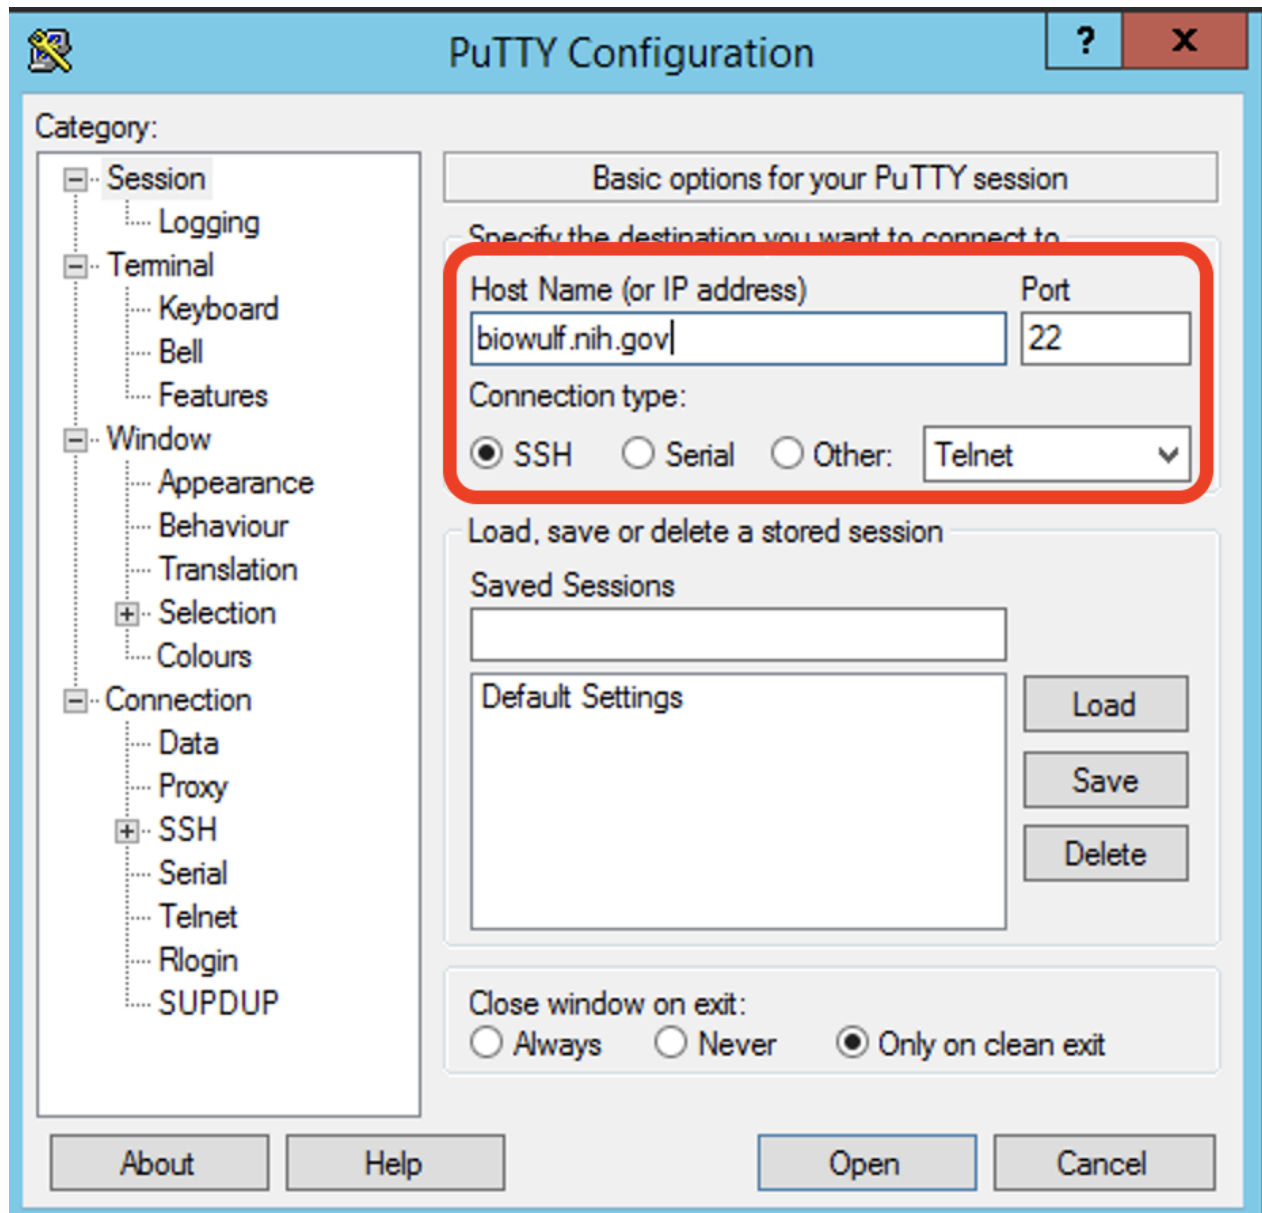 PuTTY Configuration
?
X
Category:
Session
Logging
Terminal
Keyboard
Bell
Features
Window
Appearance
Behaviour
Translation
Selection
Colours
Connection
Data
Proxy
SSH
Serial
Telnet
Rlogin
SUPDUP
Basic options for your PuTTY session
Specify the destination you want to connect to
Host Name (or IP address)
Port
biowulf.nih.gov
22
Connection type:
SSH
Serial
Other:
Telnet
Load, save or delete a stored session
Saved Sessions
Default Settings
Load
Save
Delete
Close window on exit:
Always
Never
Only on clean exit
About
Help
Open
Cancel